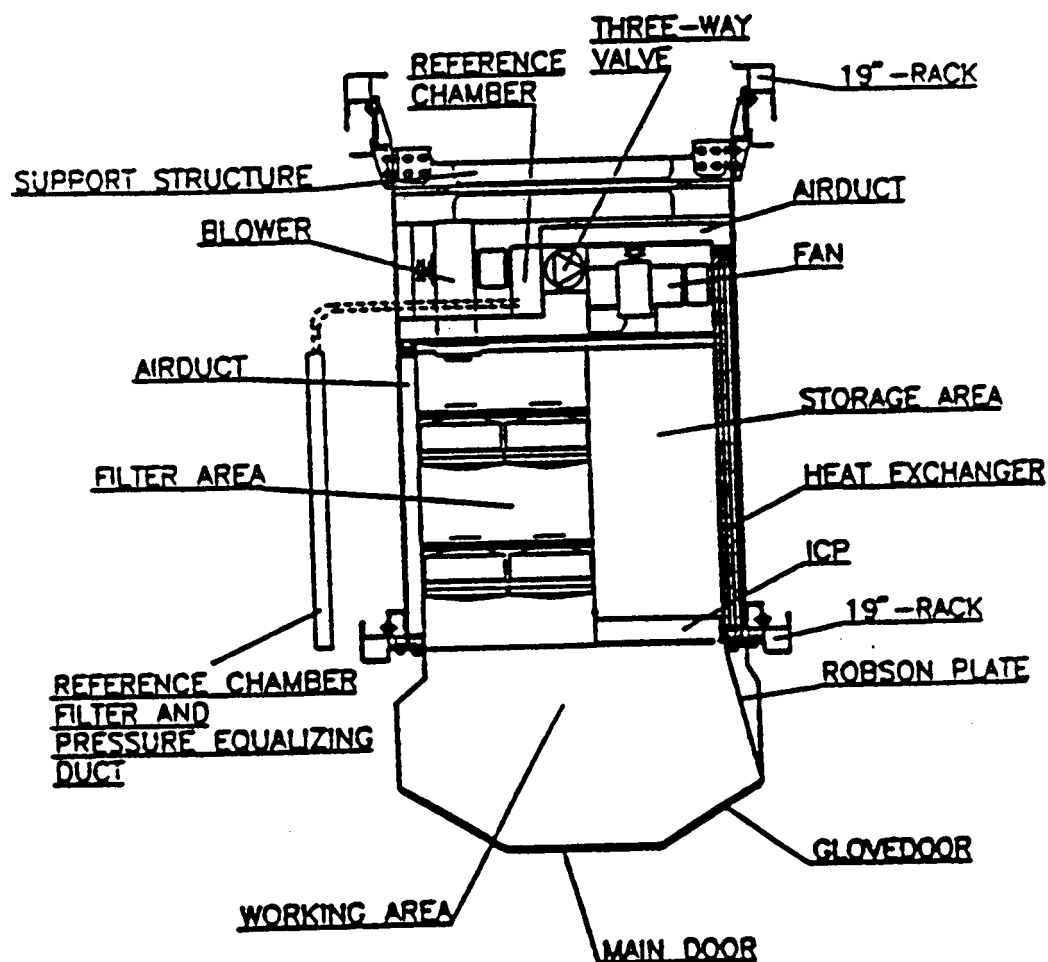 THREE-WAY
VALVE
REFERENCE
CHAMBER
19"-RACK
SUPPORT STRUCTURE
AIRDUCT
BLOWER
FAN
AIRDUCT
STORAGE AREA
FILTER AREA
HEAT EXCHANGER
ICP
19"-RACK
REFERENCE CHAMBER
FILTER AND
PRESSURE EQUALIZING
DUCT
ROBSON PLATE
GLOVEDOOR
WORKING AREA
MAIN DOOR